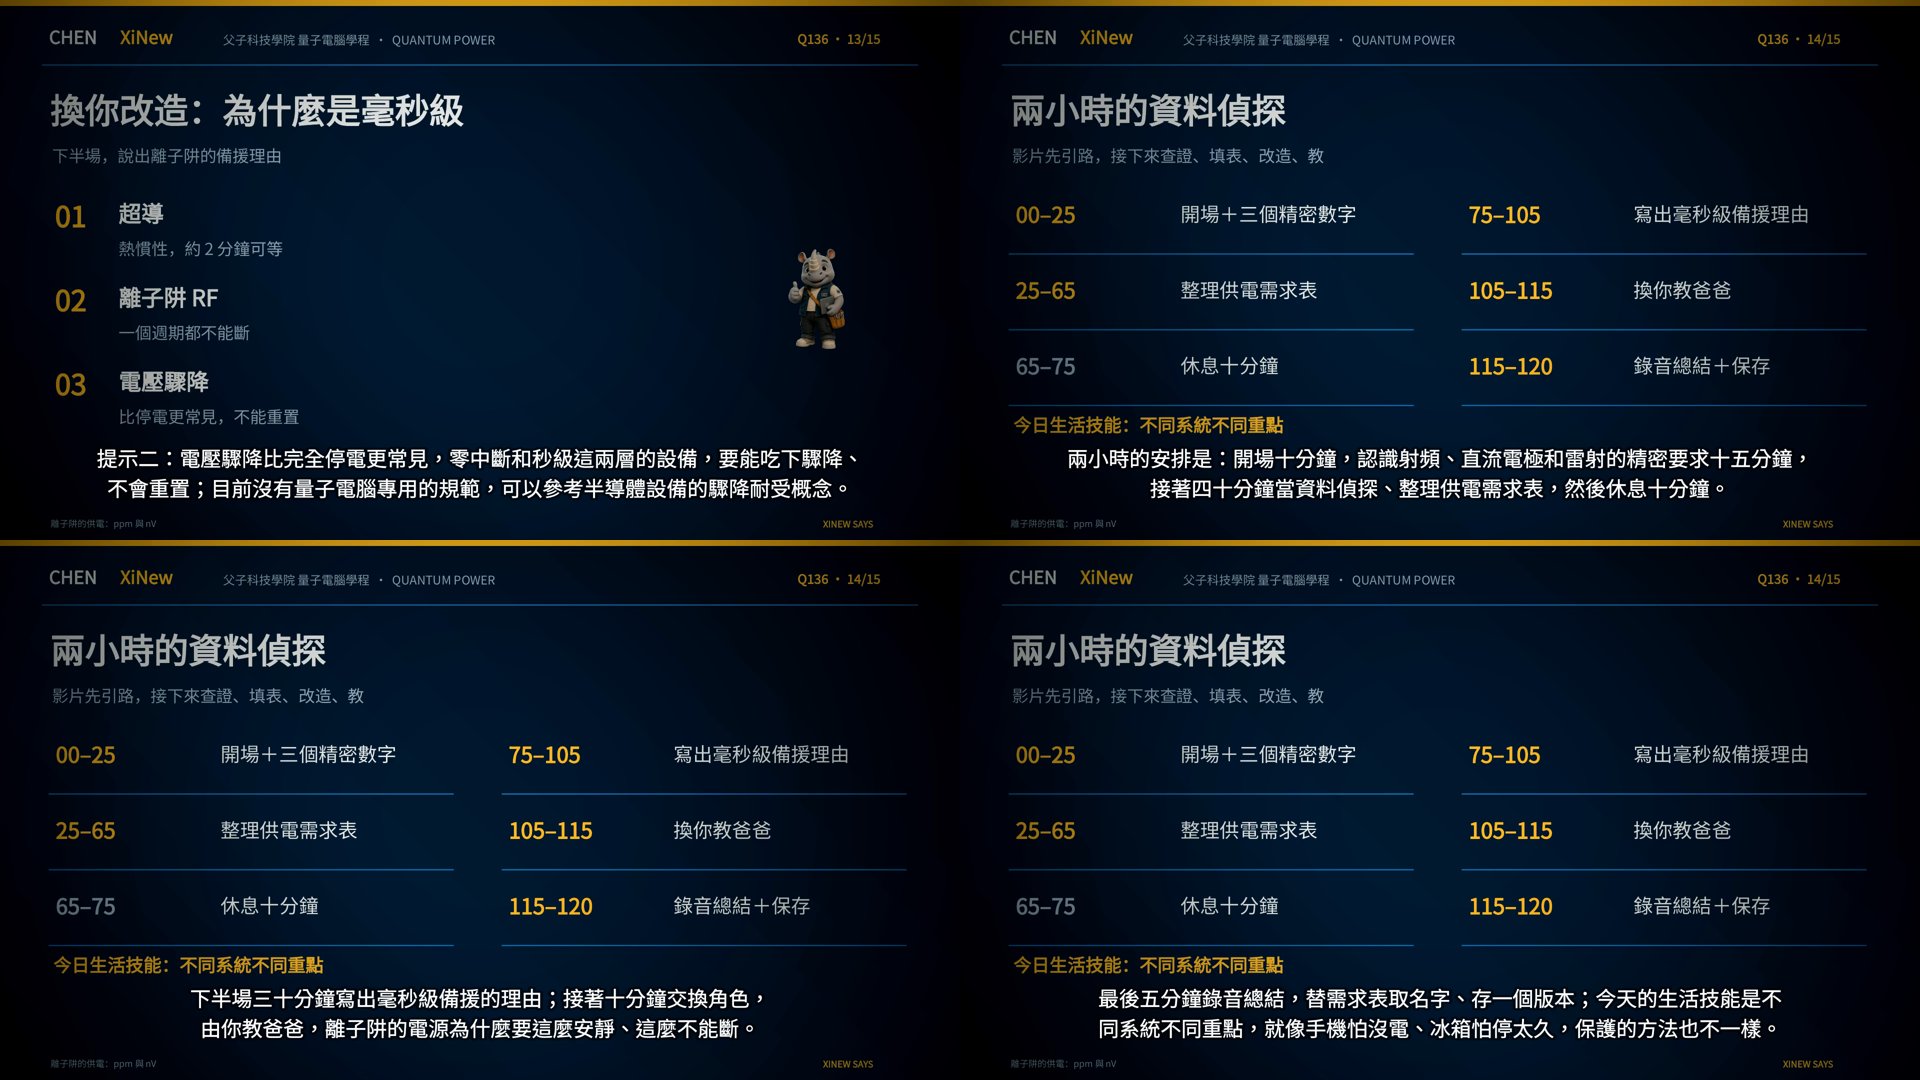 CHEN XiNew 父子科技學院 量子電腦學程 · QUANTUM POWER Q136 · 13/15
換你改造：為什麼是毫秒級
下半場，說出離子阱的備援理由
01 超導
熱慣性，約 2 分鐘可等
02 離子阱 RF
一個週期都不能斷
03 電壓驟降
比停電更常見，不能重置
提示二：電壓驟降比完全停電更常見，零中斷和秒級這兩層的設備，要能吃下驟降、
不會重置；目前沒有量子電腦專用的規範，可以參考半導體設備的驟降耐受概念。
離子阱的供電：ppm 與 nV XINEW SAYS
CHEN XiNew 父子科技學院 量子電腦學程 · QUANTUM POWER Q136 · 14/15
兩小時的資料偵探
影片先引路，接下來查證、填表、改造、教
00–25 開場＋三個精密數字 75–105 寫出毫秒級備援理由
25–65 整理供電需求表 105–115 換你教爸爸
65–75 休息十分鐘 115–120 錄音總結＋保存
今日生活技能：不同系統不同重點
兩小時的安排是：開場十分鐘，認識射頻、直流電極和雷射的精密要求十五分鐘，
接著四十分鐘當資料偵探、整理供電需求表，然後休息十分鐘。
離子阱的供電：ppm 與 nV XINEW SAYS
CHEN XiNew 父子科技學院 量子電腦學程 · QUANTUM POWER Q136 · 14/15
兩小時的資料偵探
影片先引路，接下來查證、填表、改造、教
00–25 開場＋三個精密數字 75–105 寫出毫秒級備援理由
25–65 整理供電需求表 105–115 換你教爸爸
65–75 休息十分鐘 115–120 錄音總結＋保存
今日生活技能：不同系統不同重點
下半場三十分鐘寫出毫秒級備援的理由；接著十分鐘交換角色，
由你教爸爸，離子阱的電源為什麼要這麼安靜、這麼不能斷。
離子阱的供電：ppm 與 nV XINEW SAYS
CHEN XiNew 父子科技學院 量子電腦學程 · QUANTUM POWER Q136 · 14/15
兩小時的資料偵探
影片先引路，接下來查證、填表、改造、教
00–25 開場＋三個精密數字 75–105 寫出毫秒級備援理由
25–65 整理供電需求表 105–115 換你教爸爸
65–75 休息十分鐘 115–120 錄音總結＋保存
今日生活技能：不同系統不同重點
最後五分鐘錄音總結，替需求表取名字、存一個版本；今天的生活技能是不
同系統不同重點，就像手機怕沒電、冰箱怕停太久，保護的方法也不一樣。
離子阱的供電：ppm 與 nV XINEW SAYS